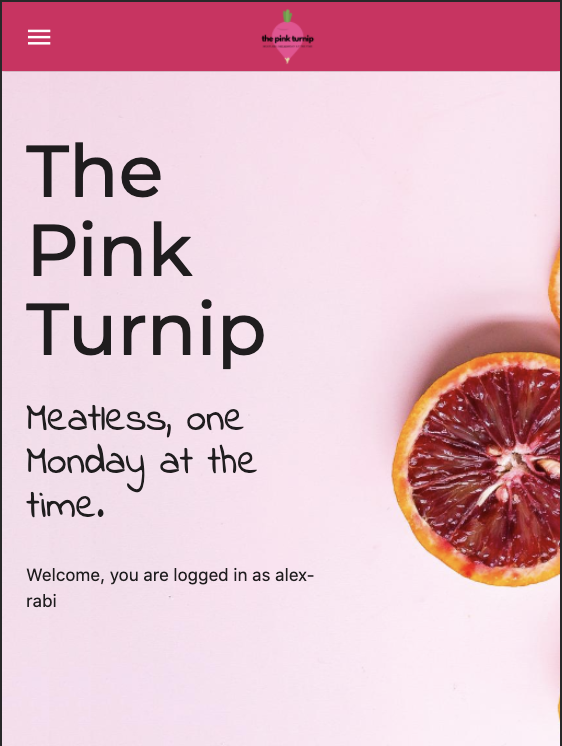 the pink turnip
The
Pink
Turnip
Meatless, one
Monday at the
time.
Welcome, you are logged in as alex-
rabi